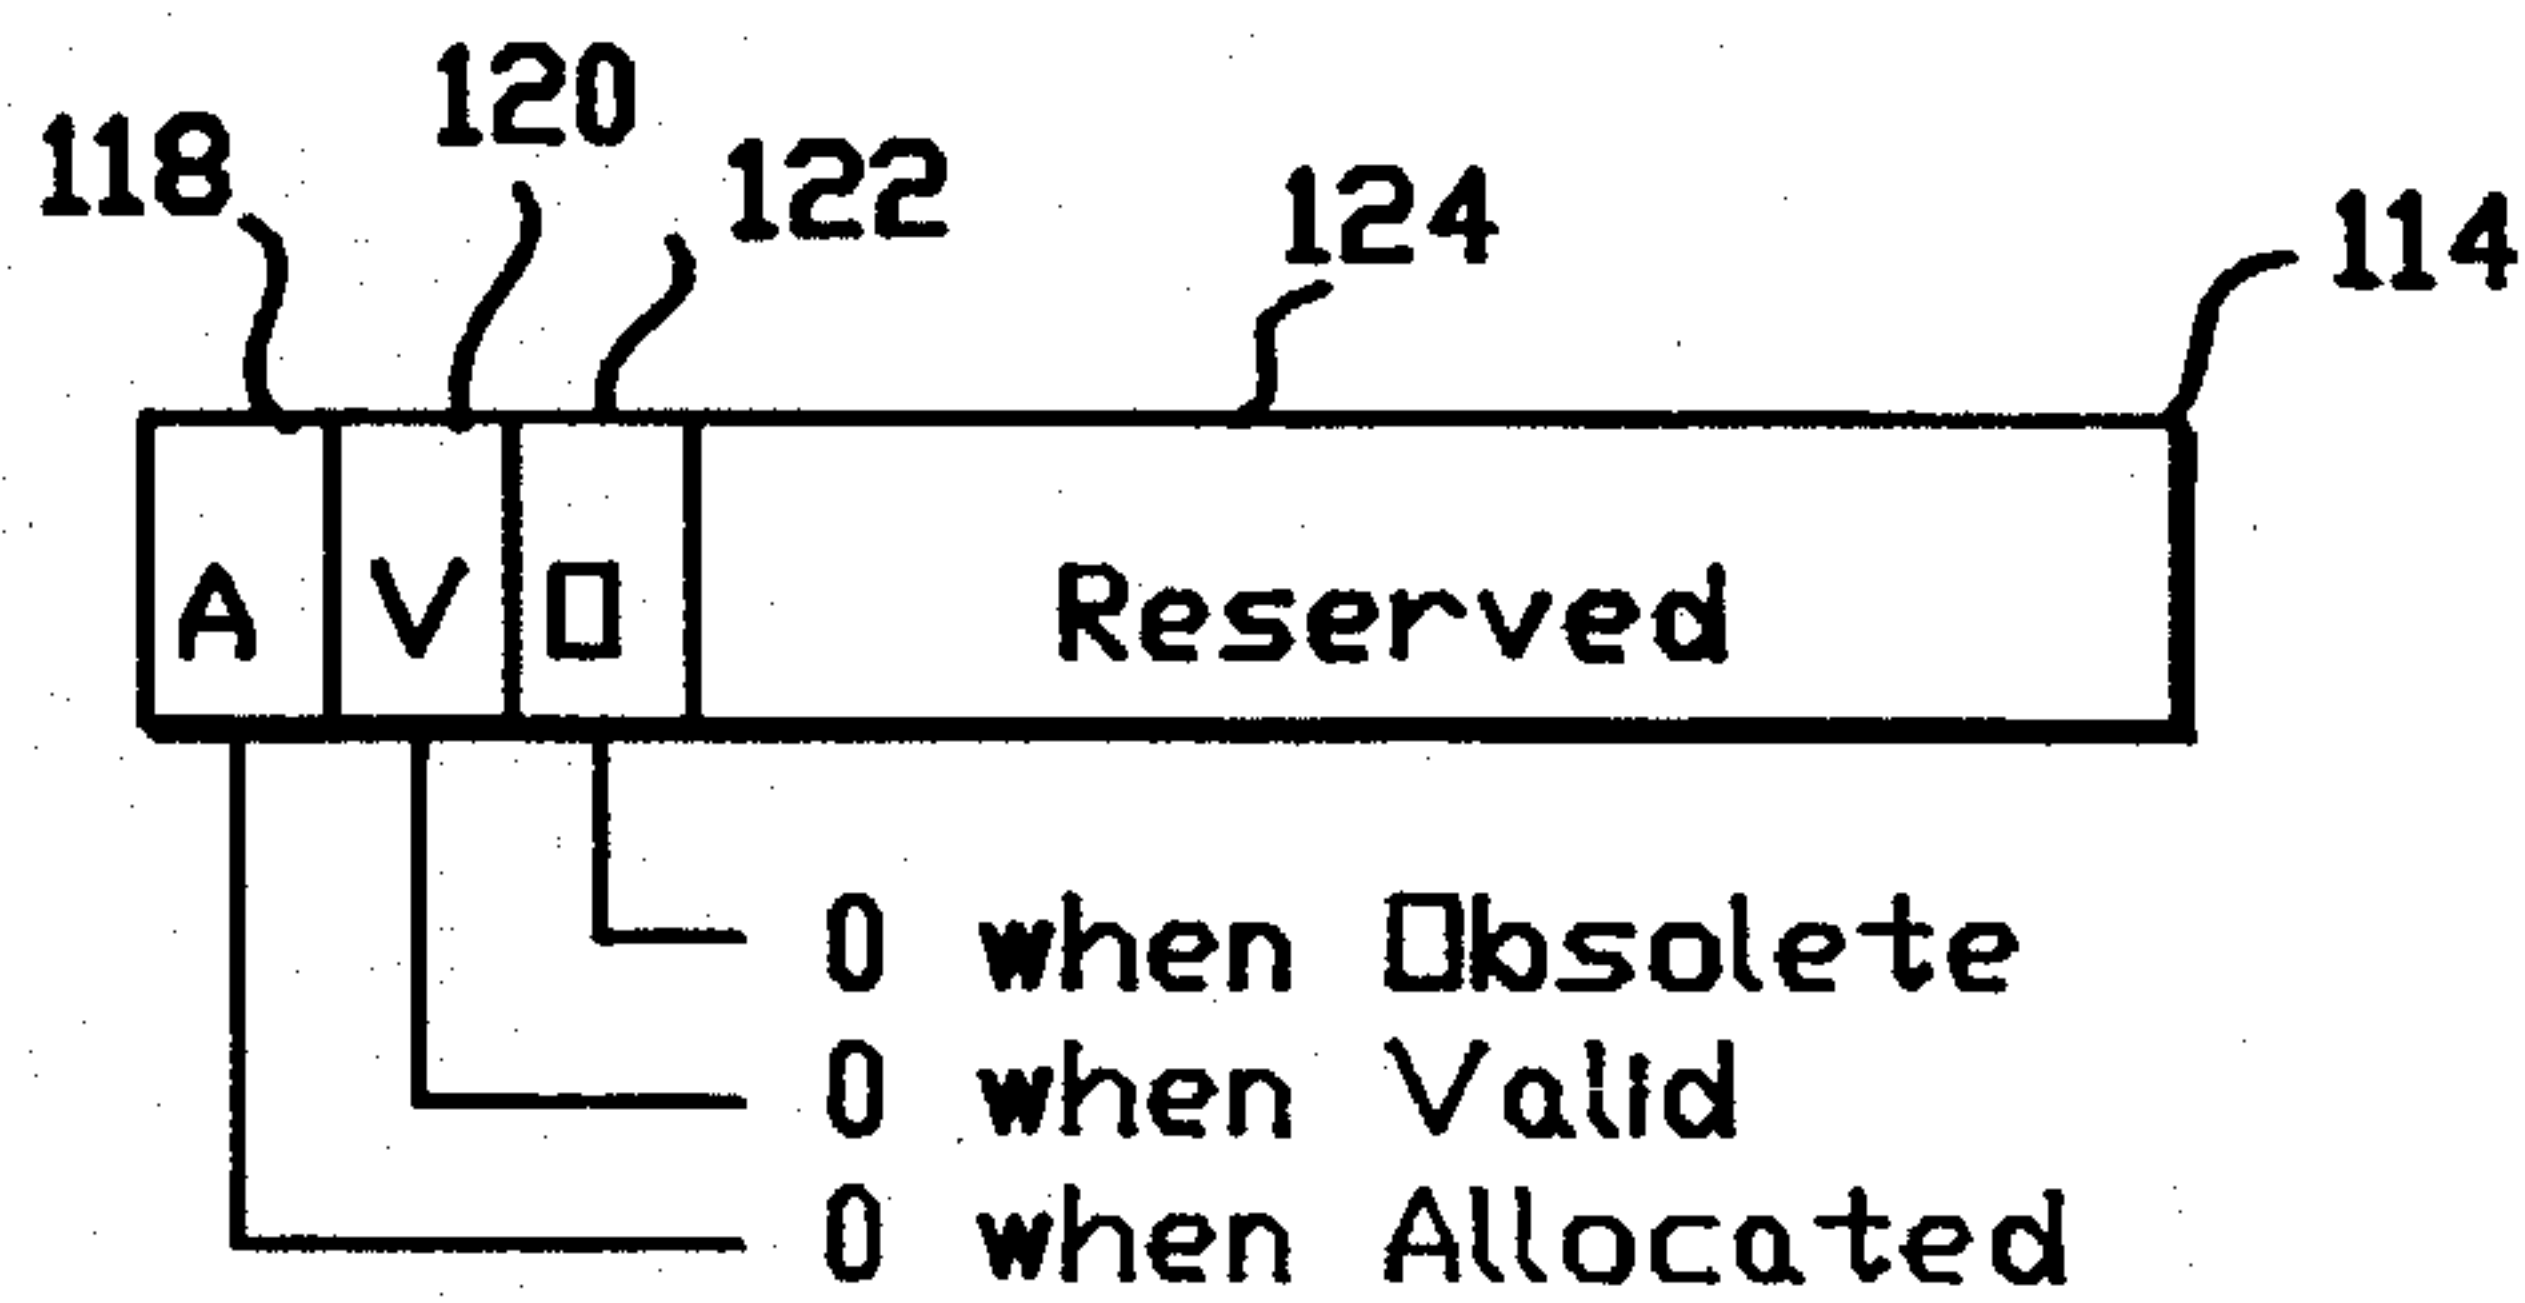 118 120 122 124 114
A V O Reserved
0 when Obsolete
0 when Valid
0 when Allocated